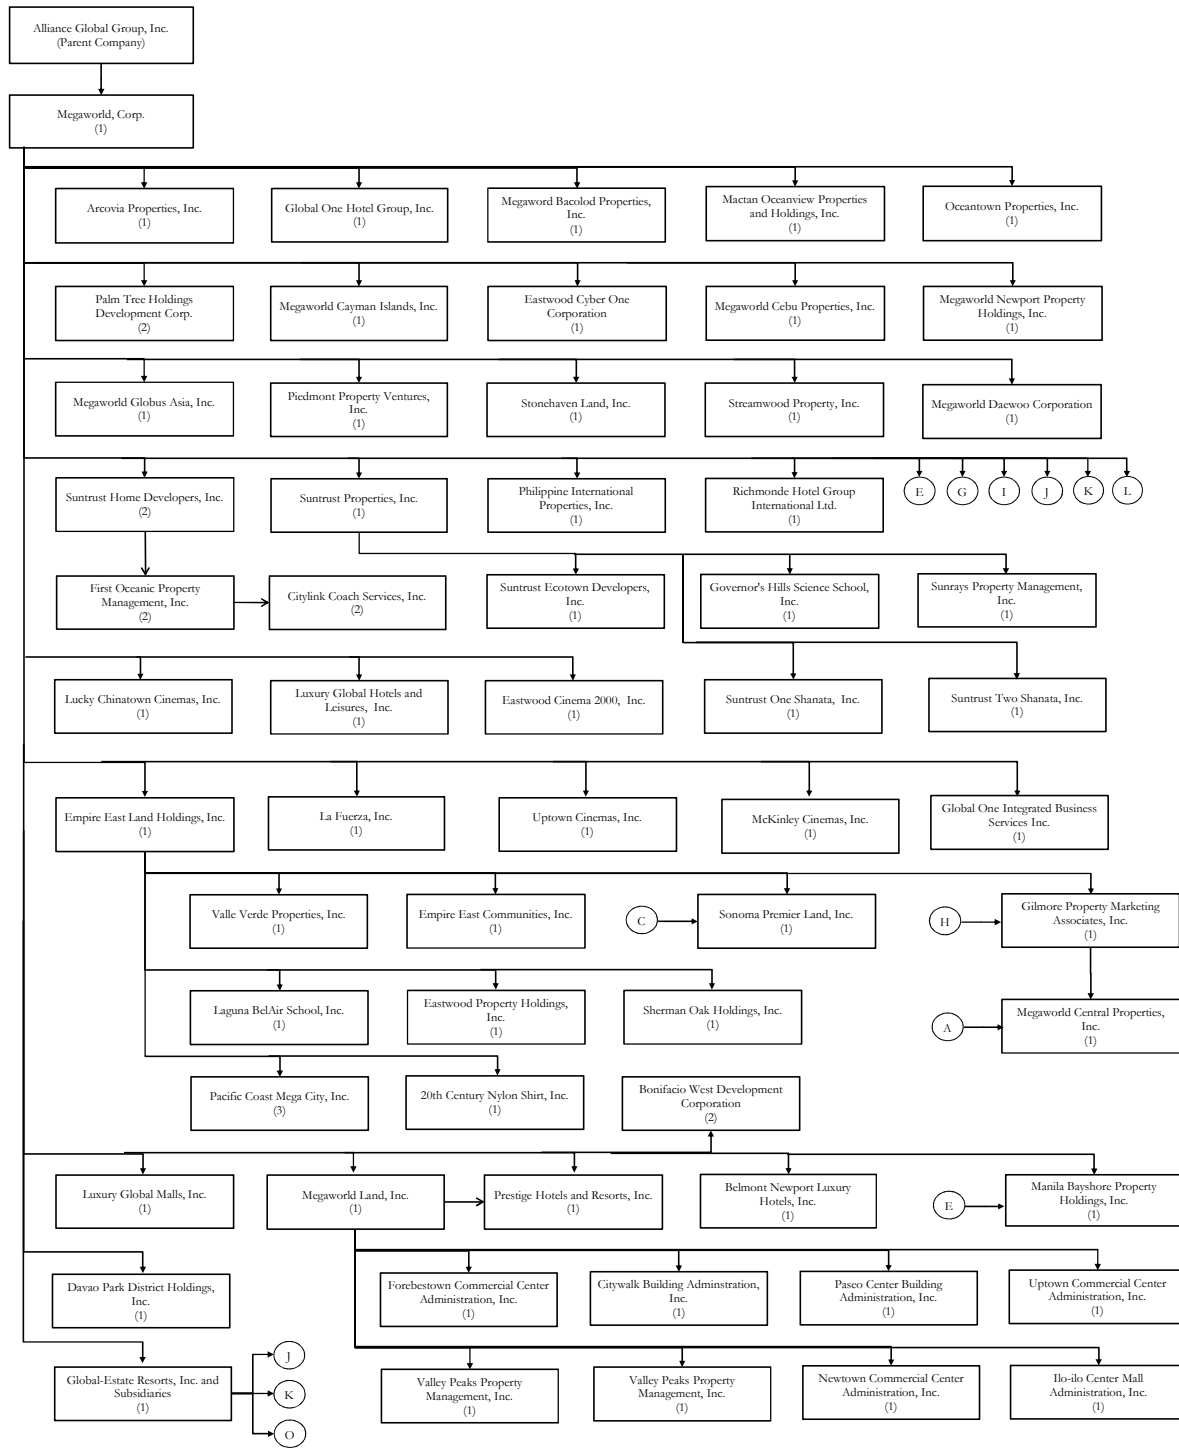 Alliance Global Group, Inc.
(Parent Company)
Megaworld, Corp.
(1)
Arcovia Properties, Inc.
(1)
Global One Hotel Group, Inc.
(1)
Megaword Bacolod Properties,
Inc.
(1)
Mactan Oceanview Properties
and Holdings, Inc.
(1)
Oceantown Properties, Inc.
(1)
Palm Tree Holdings
Development Corp.
(2)
Megaworld Cayman Islands, Inc.
(1)
Eastwood Cyber One
Corporation
(1)
Megaworld Cebu Properties, Inc.
(1)
Megaworld Newport Property
Holdings, Inc.
(1)
Megaworld Globus Asia, Inc.
(1)
Piedmont Property Ventures,
Inc.
(1)
Stonehaven Land, Inc.
(1)
Streamwood Property, Inc.
(1)
Megaworld Daewoo Corporation
(1)
Suntrust Home Developers, Inc.
(2)
Suntrust Properties, Inc.
(1)
Philippine International
Properties, Inc.
(1)
Richmonde Hotel Group
International Ltd.
(1)
E
G
I
J
K
L
First Oceanic Property
Management, Inc.
(2)
Citylink Coach Services, Inc.
(2)
Suntrust Ecotown Developers,
Inc.
(1)
Governor's Hills Science School,
Inc.
(1)
Sunrays Property Management,
Inc.
(1)
Lucky Chinatown Cinemas, Inc.
(1)
Luxury Global Hotels and
Leisures, Inc.
(1)
Eastwood Cinema 2000, Inc.
(1)
Suntrust One Shanata, Inc.
(1)
Suntrust Two Shanata, Inc.
(1)
Empire East Land Holdings, Inc.
(1)
La Fuerza, Inc.
(1)
Uptown Cinemas, Inc.
(1)
McKinley Cinemas, Inc.
(1)
Global One Integrated Business
Services Inc.
(1)
Valle Verde Properties, Inc.
(1)
Empire East Communities, Inc.
(1)
C
Sonoma Premier Land, Inc.
(1)
H
Gilmore Property Marketing
Associates, Inc.
(1)
Laguna BelAir School, Inc.
(1)
Eastwood Property Holdings,
Inc.
(1)
Sherman Oak Holdings, Inc.
(1)
A
Megaworld Central Properties,
Inc.
(1)
Pacific Coast Mega City, Inc.
(3)
20th Century Nylon Shirt, Inc.
(1)
Bonifacio West Development
Corporation
(2)
Luxury Global Malls, Inc.
(1)
Megaworld Land, Inc.
(1)
Prestige Hotels and Resorts, Inc.
(1)
Belmont Newport Luxury
Hotels, Inc.
(1)
E
Manila Bayshore Property
Holdings, Inc.
(1)
Davao Park District Holdings,
Inc.
(1)
Forebestown Commercial Center
Administration, Inc.
(1)
Citywalk Building Adminstration,
Inc.
(1)
Paseo Center Building
Administration, Inc.
(1)
Uptown Commercial Center
Administration, Inc.
(1)
Global-Estate Resorts, Inc. and
Subsidiaries
(1)
J
K
O
Valley Peaks Property
Management, Inc.
(1)
Valley Peaks Property
Management, Inc.
(1)
Newtown Commercial Center
Administration, Inc.
(1)
Ilo-ilo Center Mall
Administration, Inc.
(1)